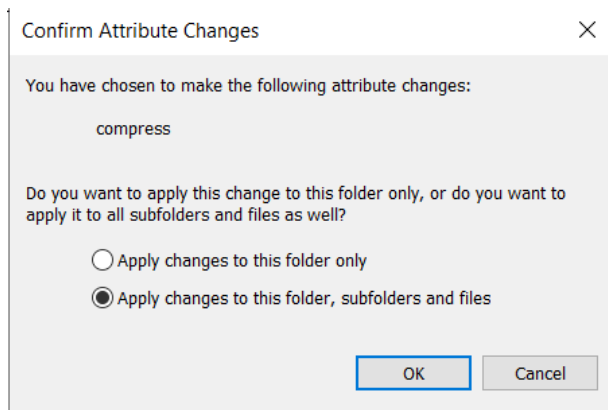 Confirm Attribute Changes
You have chosen to make the following attribute changes:
compress
Do you want to apply this change to this folder only, or do you want to
apply it to all subfolders and files as well?
Apply changes to this folder only
Apply changes to this folder, subfolders and files
OK Cancel